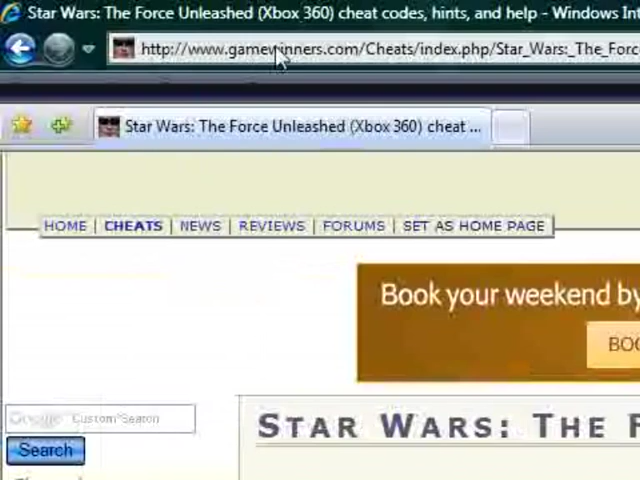 Star Wars: The Force Unleashed (Xbox 360) cheat codes, hints, and help - Windows Int
http://www.gamewinners.com/Cheats/index.php/Star_Wars:_The_Forc
Star Wars: The Force Unleashed (Xbox 360) cheat ...
HOME | CHEATS | NEWS | REVIEWS | FORUMS | SET AS HOME PAGE
Book your weekend by
BOO
Google Custom Search
STAR WARS: THE F
Search